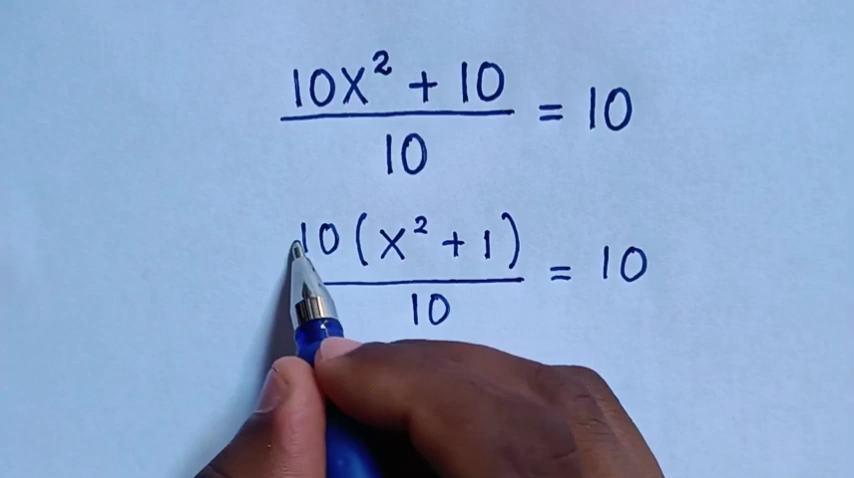 (10x² + 10)/10 = 10
10(x² + 1)/10 = 10